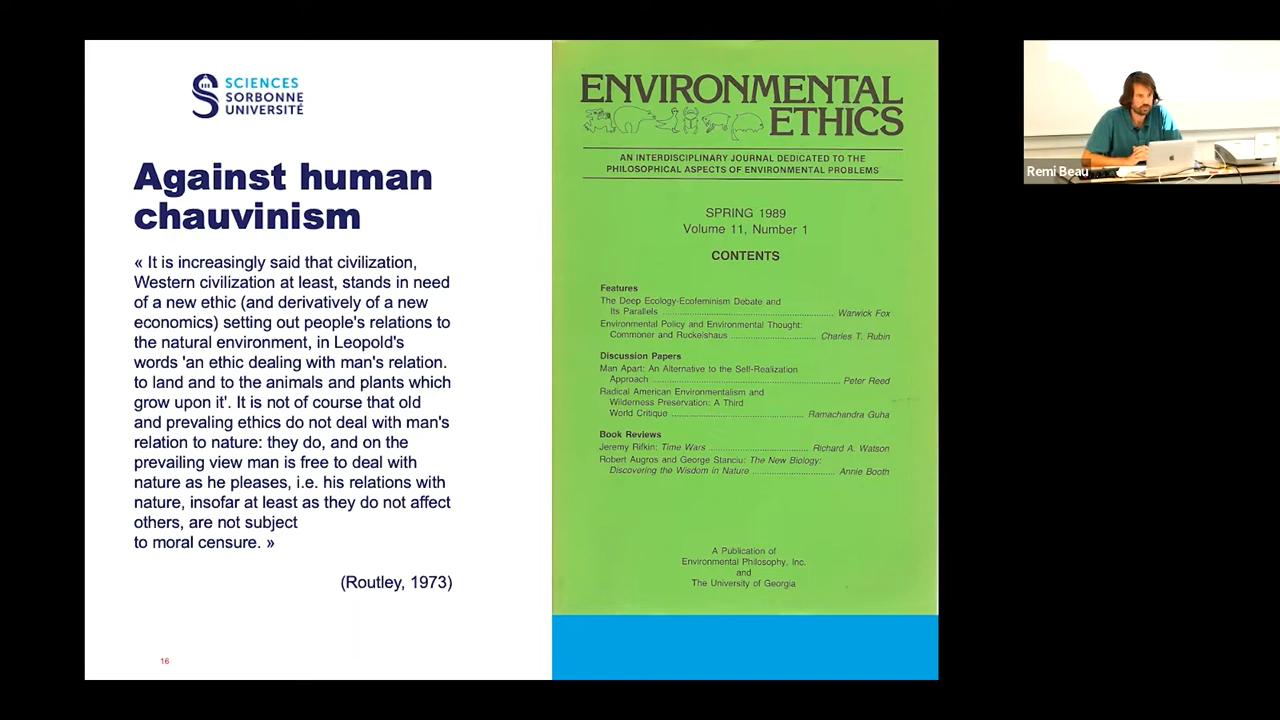 SCIENCES
SORBONNE
UNIVERSITÉ
Against human
chauvinism
« It is increasingly said that civilization,
Western civilization at least, stands in need
of a new ethic (and derivatively of a new
economics) setting out people's relations to
the natural environment, in Leopold's
words 'an ethic dealing with man's relation.
to land and to the animals and plants which
grow upon it'. It is not of course that old
and prevailing ethics do not deal with man's
relation to nature: they do, and on the
prevailing view man is free to deal with
nature as he pleases, i.e. his relations with
nature, insofar at least as they do not affect
others, are not subject
to moral censure. »
(Routley, 1973)
16
ENVIRONMENTAL
ETHICS
AN INTERDISCIPLINARY JOURNAL DEDICATED TO THE
PHILOSOPHICAL ASPECTS OF ENVIRONMENTAL PROBLEMS
SPRING 1989
Volume 11, Number 1
CONTENTS
Features
The Deep Ecology-Ecofeminism Debate and
Its Parallels ........ Warwick Fox
Environmental Policy and Environmental Thought:
Commoner and Ruckelshaus ........ Charles T. Rubin
Discussion Papers
Man Apart: An Alternative to the Self-Realization
Approach ........ Peter Reed
Radical American Environmentalism and
Wilderness Preservation: A Third
World Critique ........ Ramachandra Guha
Book Reviews
Jeremy Rifkin: Time Wars ........ Richard A. Watson
Robert Augros and George Stanciu: The New Biology:
Discovering the Wisdom in Nature ........ Annie Booth
A Publication of
Environmental Philosophy, Inc.
and
The University of Georgia
Remi Beau